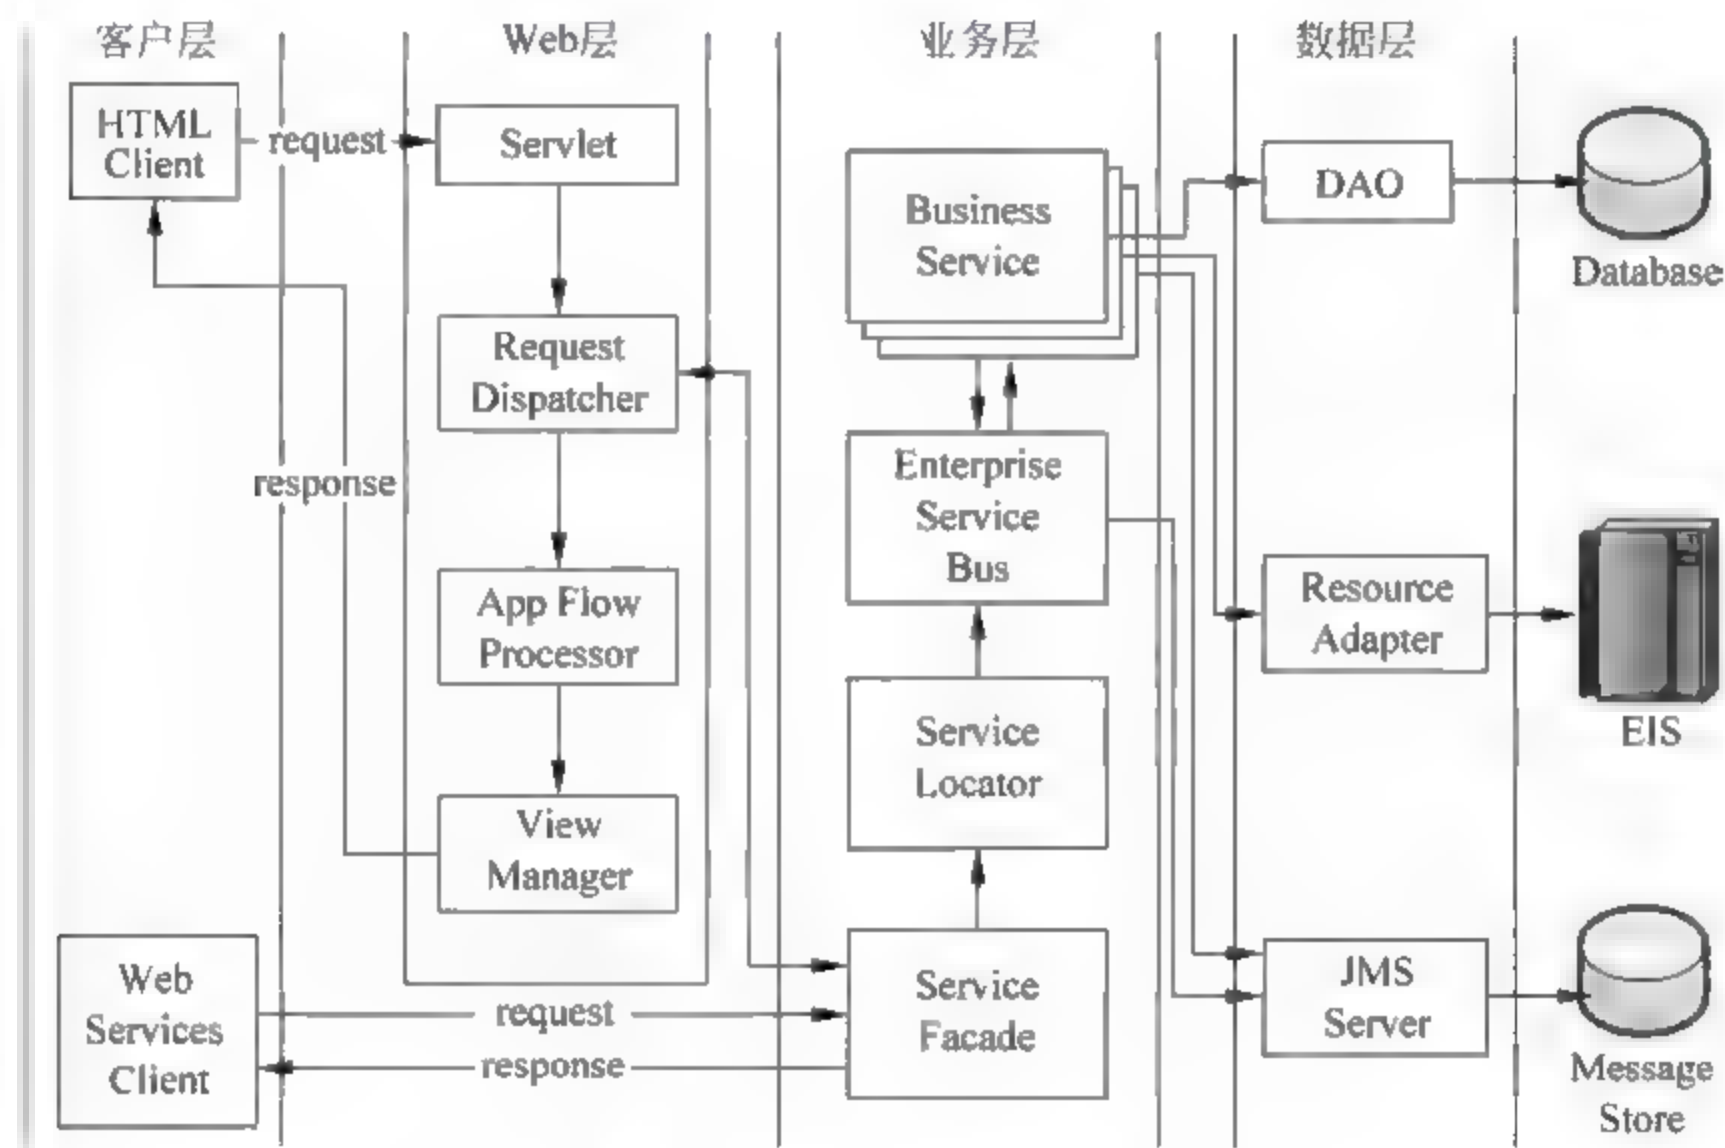 客户层
Web层
业务层
数据层
HTML
Client
request
Servlet
Business
Service
DAO
Database
Request
Dispatcher
response
Enterprise
Service
Bus
App Flow
Processor
Resource
Adapter
EIS
Service
Locator
View
Manager
Web
Services
Client
request
response
Service
Facade
JMS
Server
Message
Store